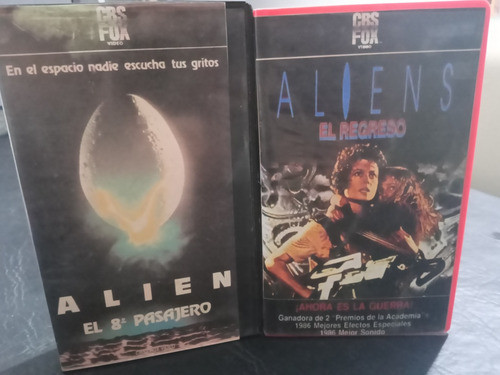 CBS
FOX
VIDEO
En el espacio nadie escucha tus gritos
ALIEN
EL 8º PASAJERO
CBS
FOX
VIDEO
ALIENS
EL REGRESO
¡AHORA ES LA GUERRA!
Ganadora de 2 "Premios de la Academia"
1986 Mejores Efectos Especiales
1986 Mejor Sonido